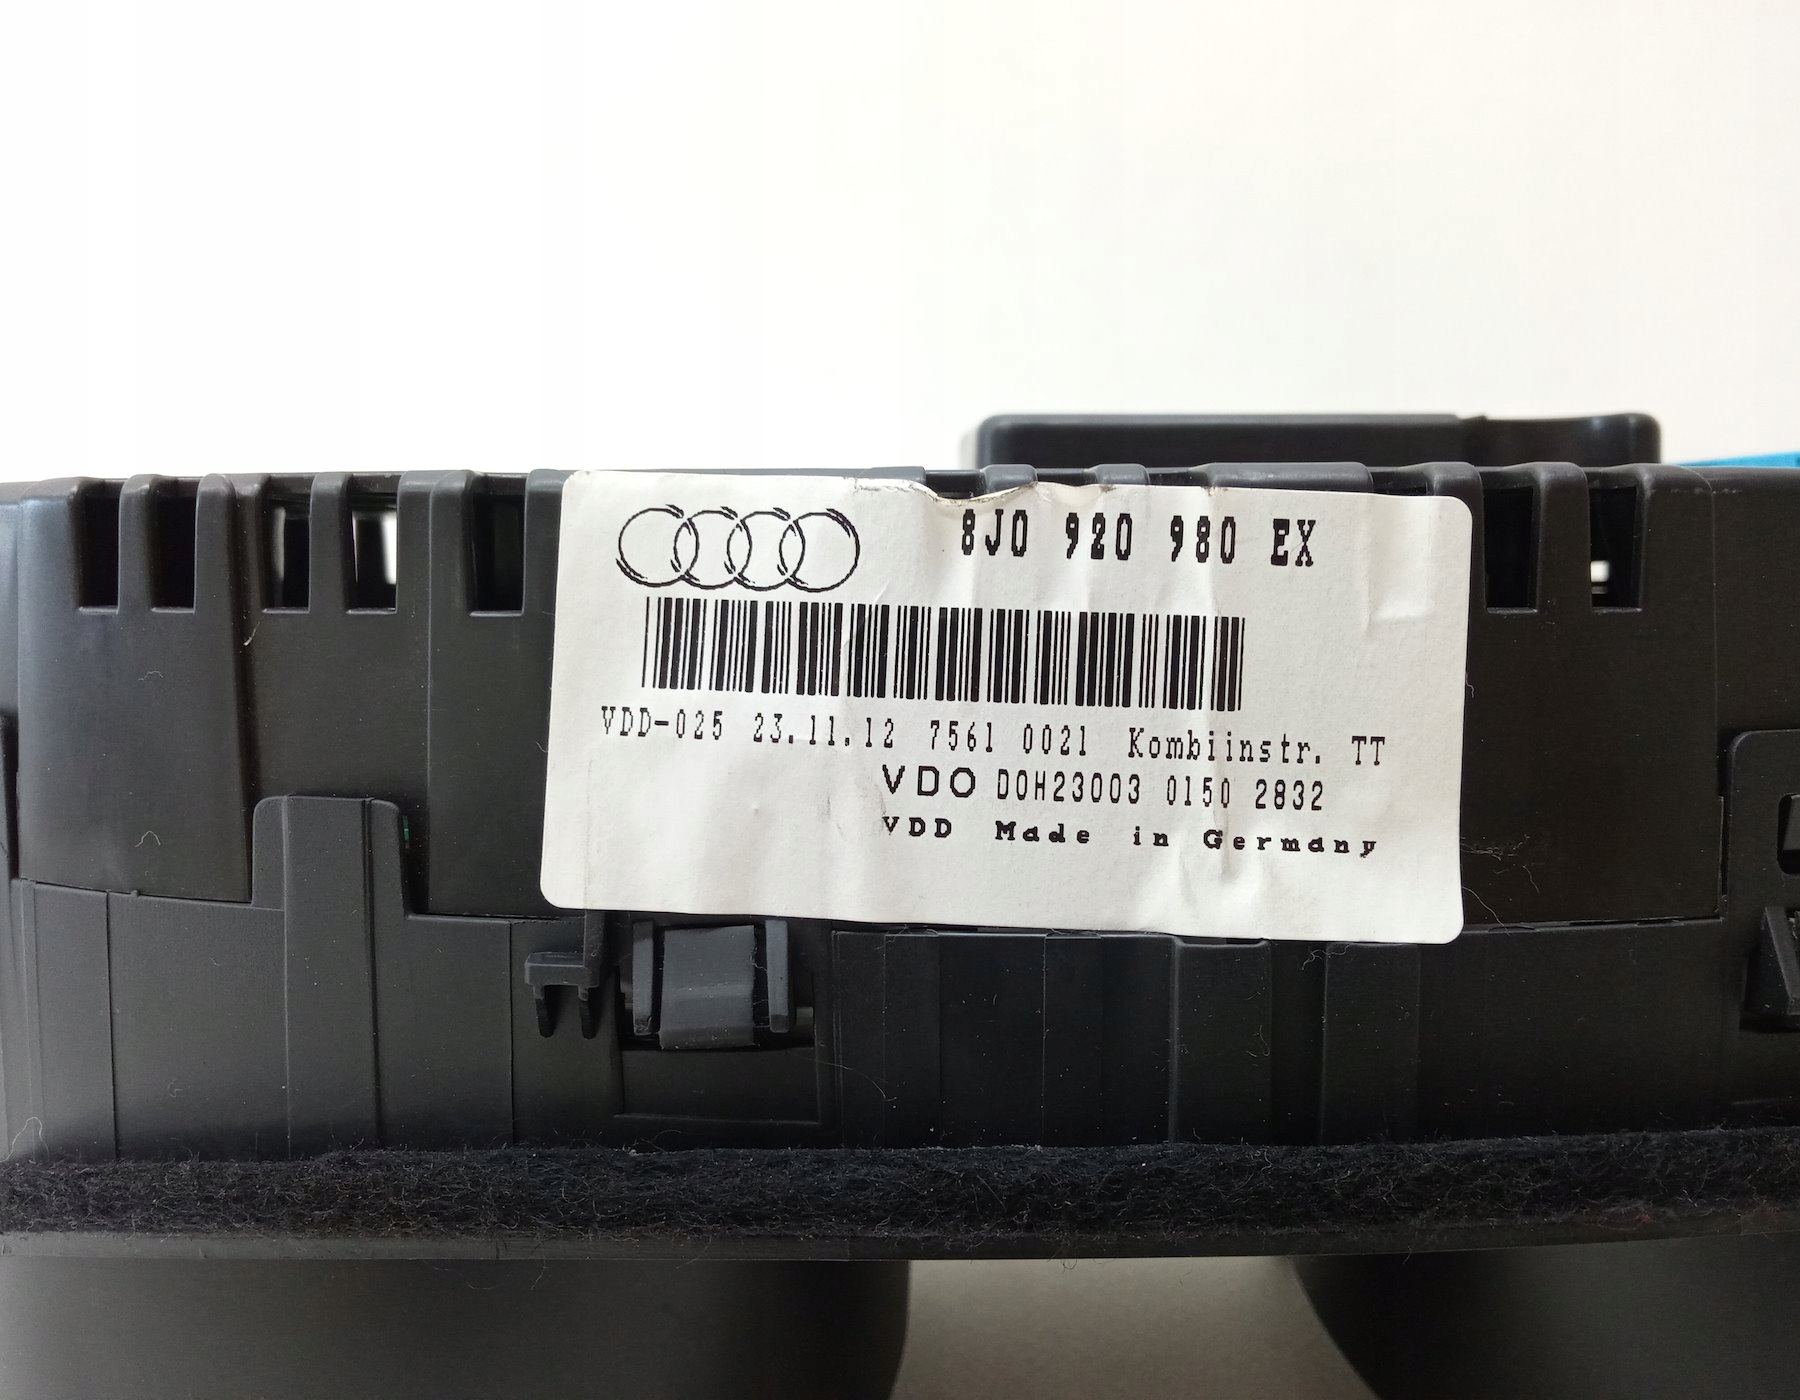 8J0 920 980 EX
VDD-025 23.11.12 7561 0021 Kombiinstr. TT
VDO D0H23003 0150 2832
VDD Made in Germany